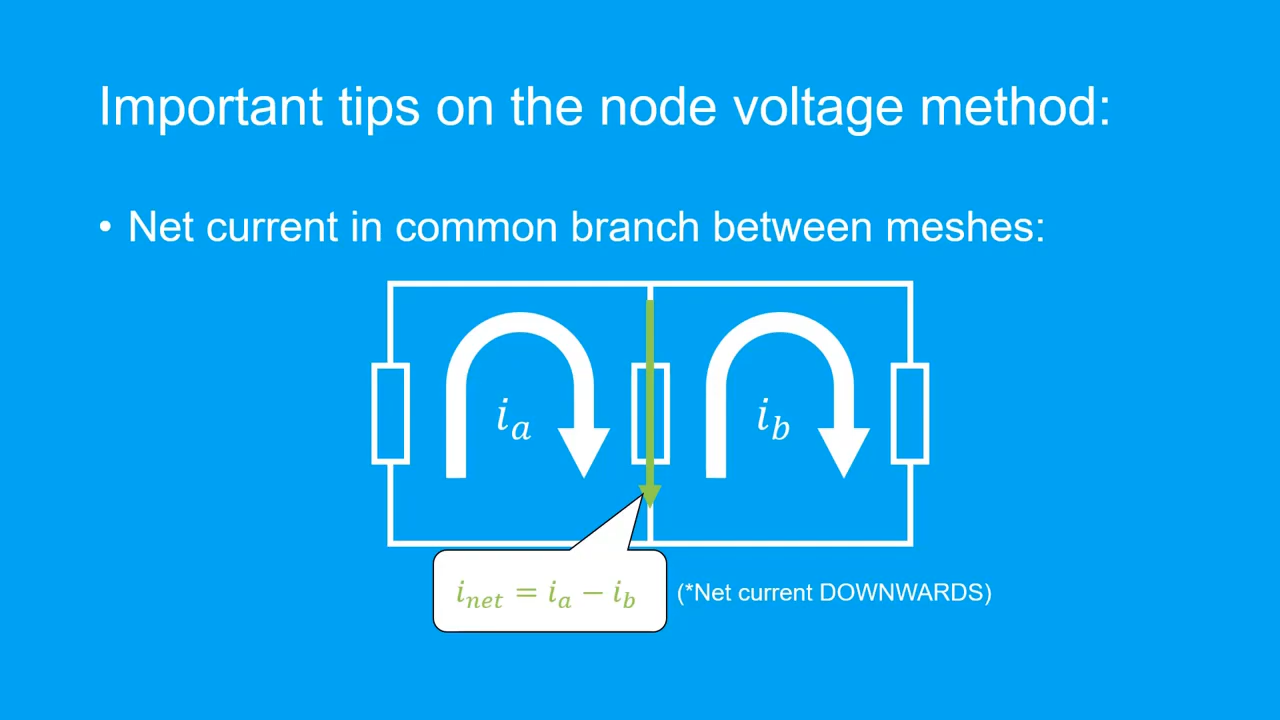 Important tips on the node voltage method:
• Net current in common branch between meshes:
i_a
i_b
i_net = i_a − i_b
(*Net current DOWNWARDS)